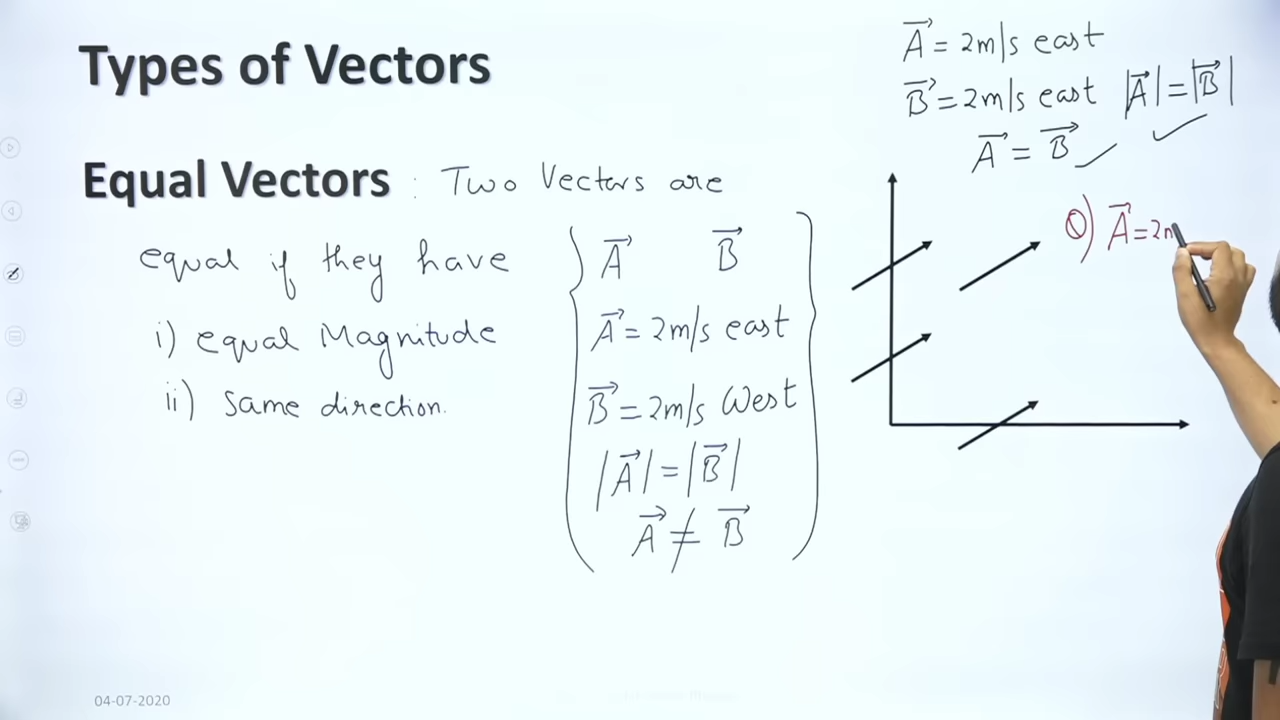 Types of Vectors
Equal Vectors : Two Vectors are
equal if they have
i) equal Magnitude
ii) Same direction.
A⃗ B⃗
A⃗ = 2m/s east
B⃗ = 2m/s West
|A⃗| = |B⃗|
A⃗ ≠ B⃗
A⃗ = 2m/s east
B⃗ = 2m/s east |A⃗| = |B⃗|
A⃗ = B⃗
Q) A⃗ = 2m
04-07-2020